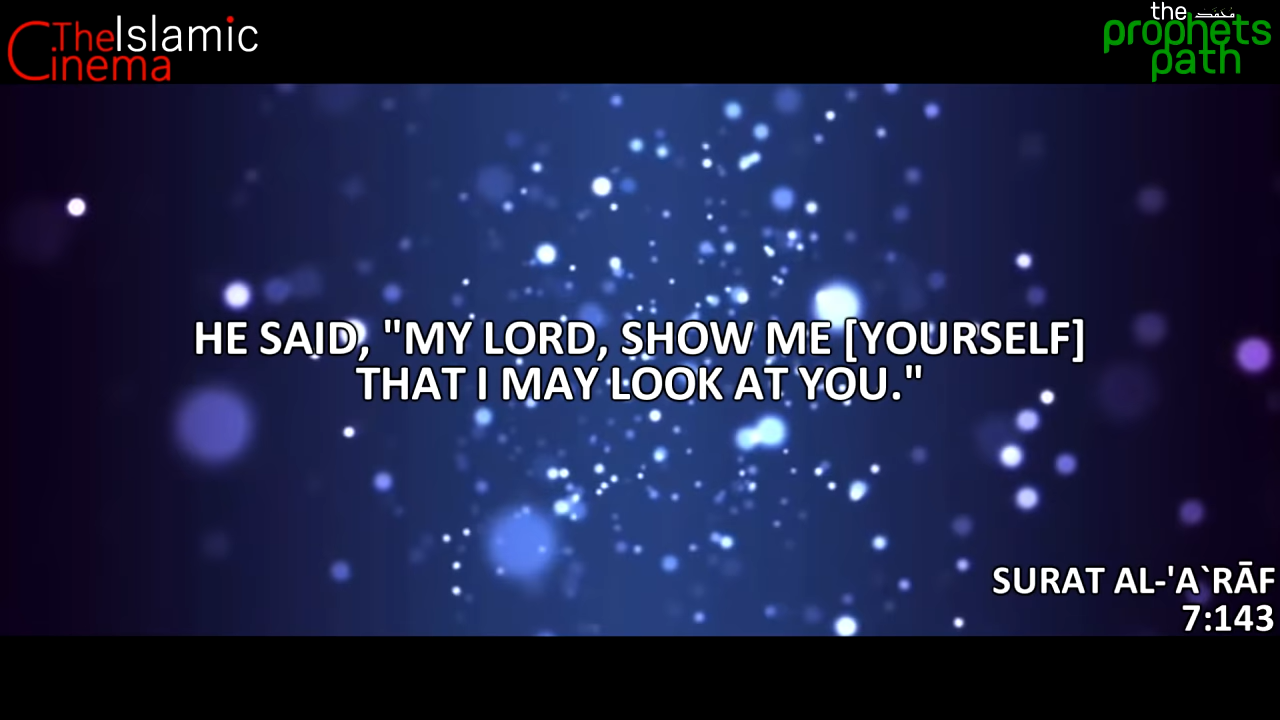 The Islamic
Cinema
the محمد
prophets
path
HE SAID, "MY LORD, SHOW ME [YOURSELF]
THAT I MAY LOOK AT YOU."
SURAT AL-'A`RĀF
7:143